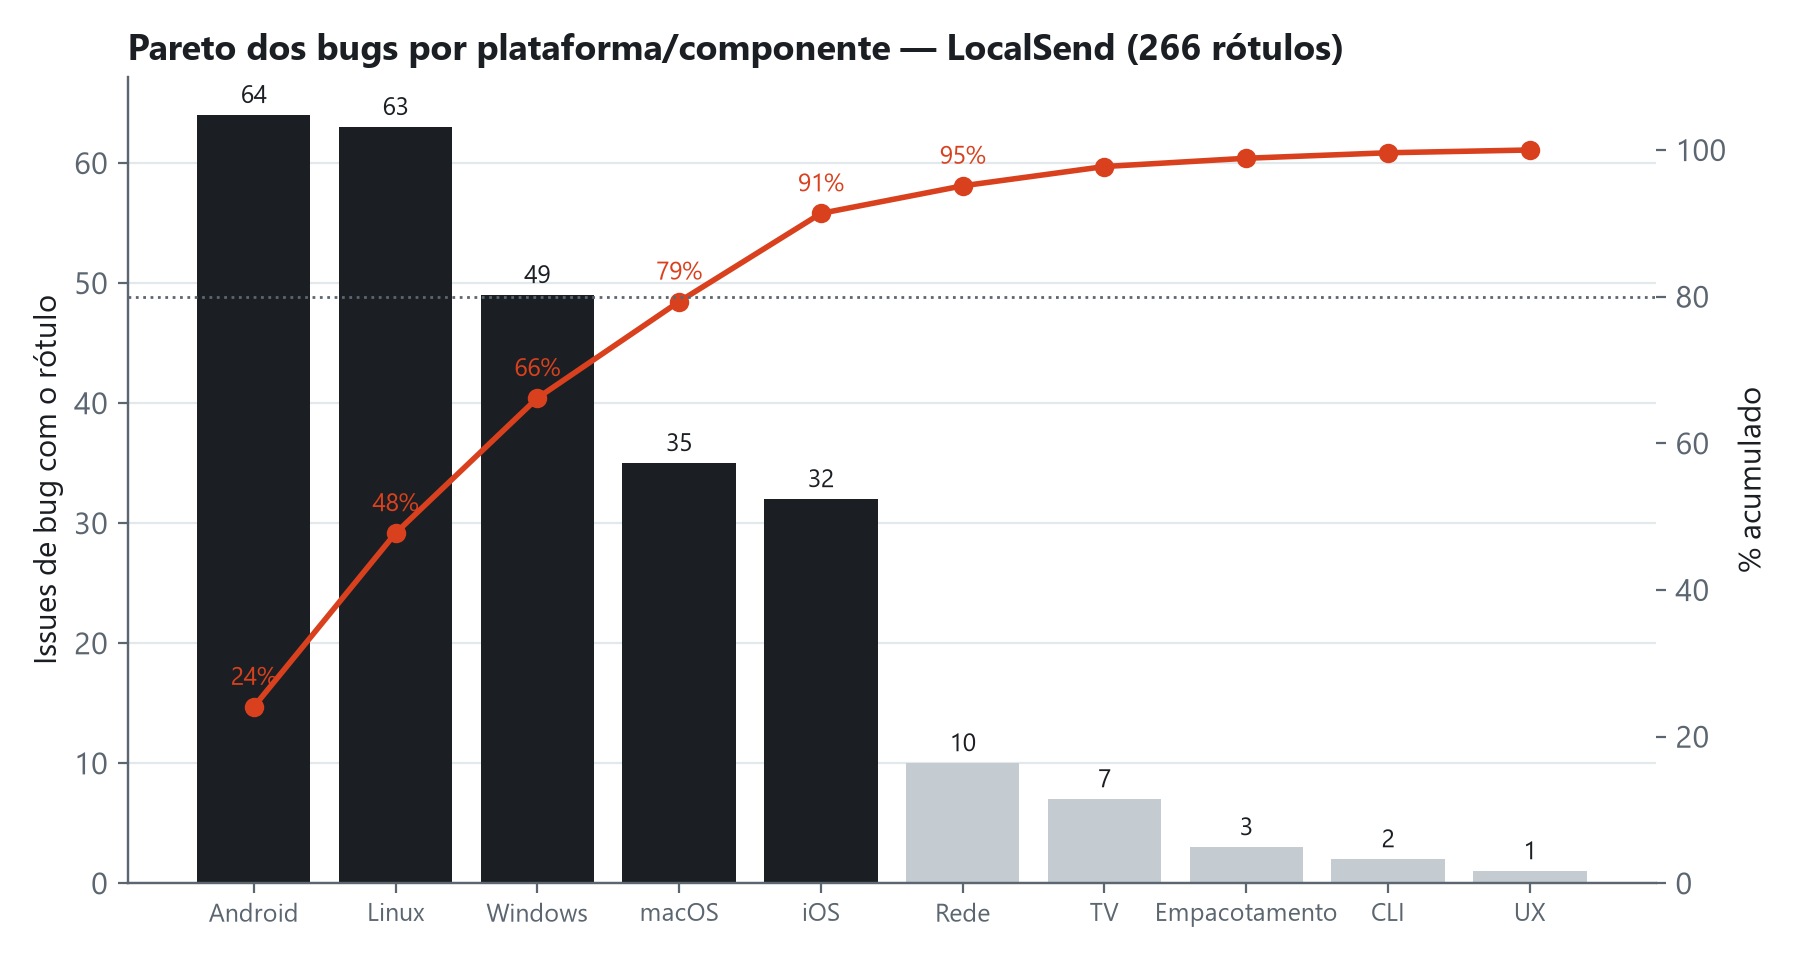 Pareto dos bugs por plataforma/componente — LocalSend (266 rótulos)
Issues de bug com o rótulo
60
50
40
30
20
10
0
64
63
49
35
32
10
7
3
2
1
24%
48%
66%
79%
91%
95%
100
80
60
40
20
0
% acumulado
Android
Linux
Windows
macOS
iOS
Rede
TV
Empacotamento
CLI
UX